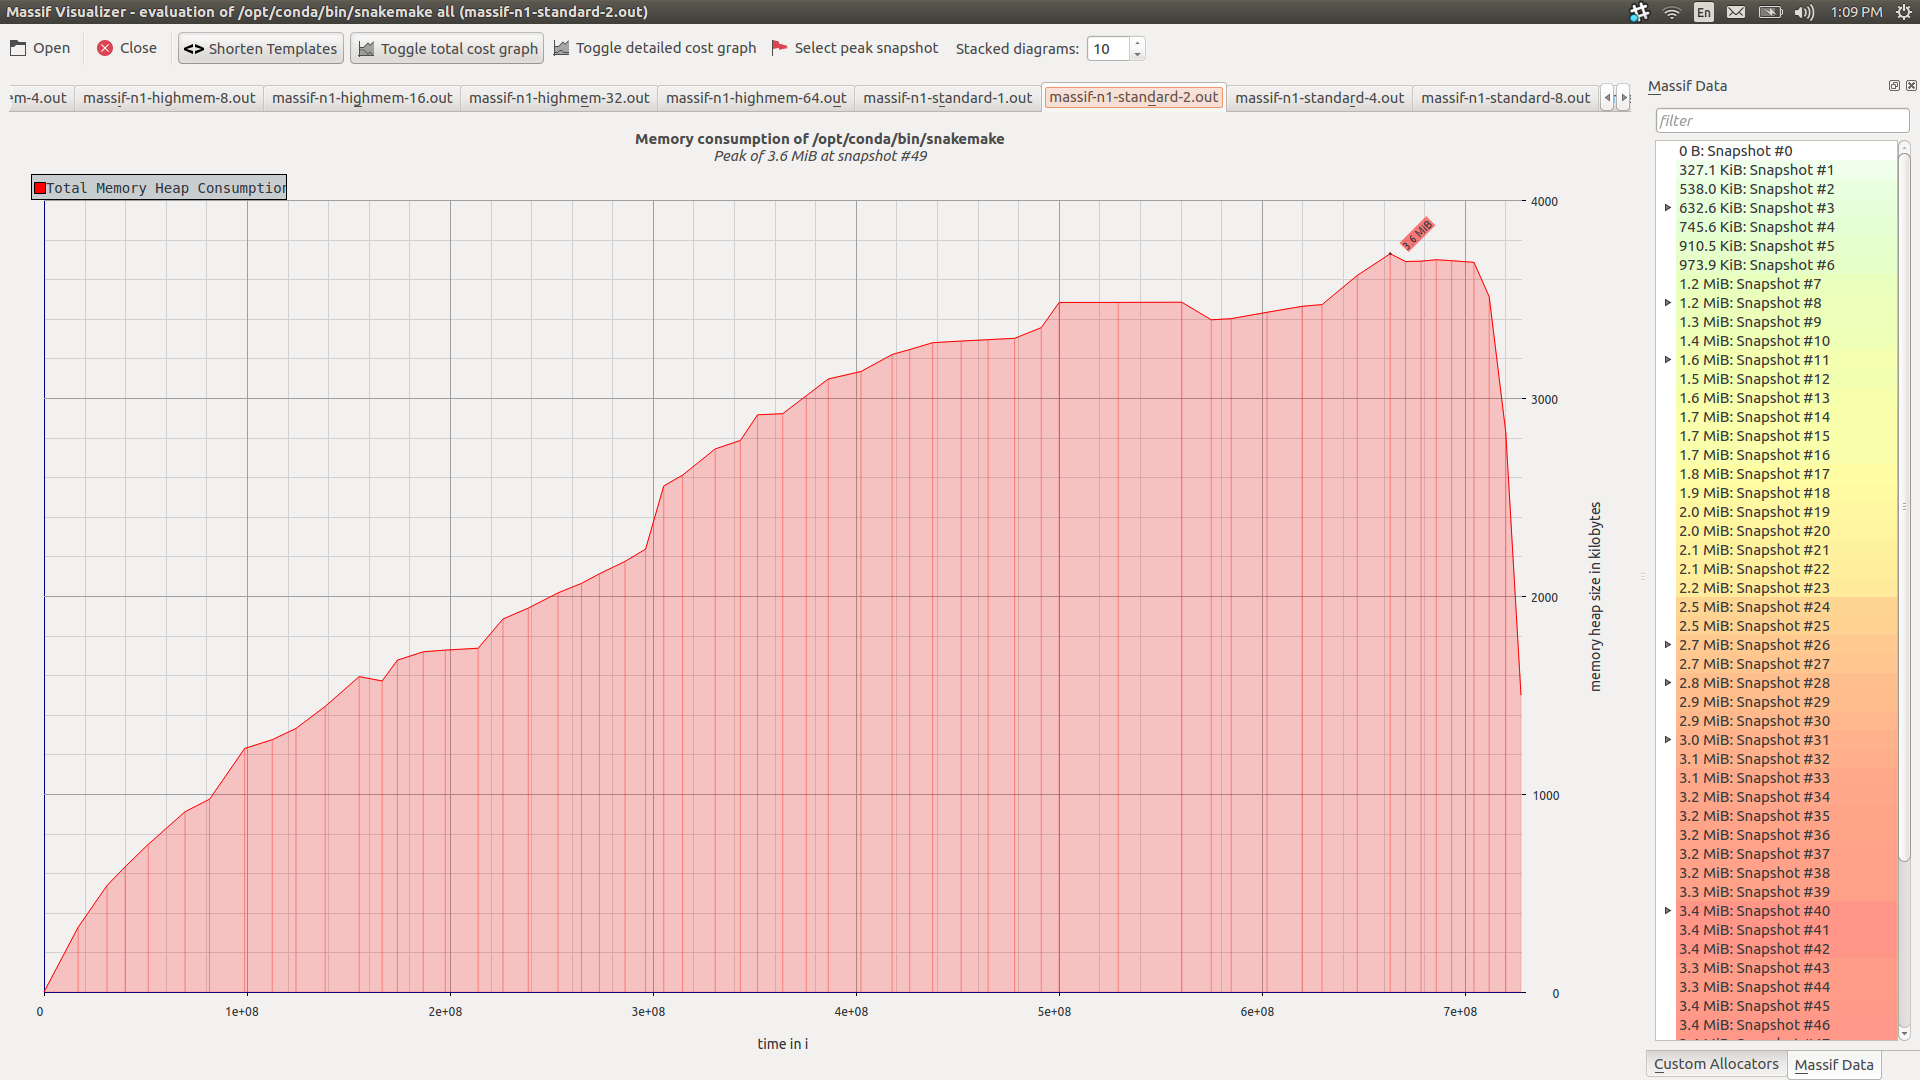 Massif Visualizer - evaluation of /opt/conda/bin/snakemake all (massif-n1-standard-2.out)
En
1:09 PM
Open
Close
<> Shorten Templates
Toggle total cost graph
Toggle detailed cost graph
Select peak snapshot
Stacked diagrams: 10
em-4.out
massif-n1-highmem-8.out
massif-n1-highmem-16.out
massif-n1-highmem-32.out
massif-n1-highmem-64.out
massif-n1-standard-1.out
massif-n1-standard-2.out
massif-n1-standard-4.out
massif-n1-standard-8.out
Memory consumption of /opt/conda/bin/snakemake
Peak of 3.6 MiB at snapshot #49
Total Memory Heap Consumption
3.6 MiB
4000
3000
2000
1000
0
memory heap size in kilobytes
0
1e+08
2e+08
3e+08
4e+08
5e+08
6e+08
7e+08
time in i
Massif Data
filter
0 B: Snapshot #0
327.1 KiB: Snapshot #1
538.0 KiB: Snapshot #2
632.6 KiB: Snapshot #3
745.6 KiB: Snapshot #4
910.5 KiB: Snapshot #5
973.9 KiB: Snapshot #6
1.2 MiB: Snapshot #7
1.2 MiB: Snapshot #8
1.3 MiB: Snapshot #9
1.4 MiB: Snapshot #10
1.6 MiB: Snapshot #11
1.5 MiB: Snapshot #12
1.6 MiB: Snapshot #13
1.7 MiB: Snapshot #14
1.7 MiB: Snapshot #15
1.7 MiB: Snapshot #16
1.8 MiB: Snapshot #17
1.9 MiB: Snapshot #18
2.0 MiB: Snapshot #19
2.0 MiB: Snapshot #20
2.1 MiB: Snapshot #21
2.1 MiB: Snapshot #22
2.2 MiB: Snapshot #23
2.5 MiB: Snapshot #24
2.5 MiB: Snapshot #25
2.7 MiB: Snapshot #26
2.7 MiB: Snapshot #27
2.8 MiB: Snapshot #28
2.9 MiB: Snapshot #29
2.9 MiB: Snapshot #30
3.0 MiB: Snapshot #31
3.1 MiB: Snapshot #32
3.1 MiB: Snapshot #33
3.2 MiB: Snapshot #34
3.2 MiB: Snapshot #35
3.2 MiB: Snapshot #36
3.2 MiB: Snapshot #37
3.2 MiB: Snapshot #38
3.3 MiB: Snapshot #39
3.4 MiB: Snapshot #40
3.4 MiB: Snapshot #41
3.4 MiB: Snapshot #42
3.3 MiB: Snapshot #43
3.3 MiB: Snapshot #44
3.4 MiB: Snapshot #45
3.4 MiB: Snapshot #46
Custom Allocators
Massif Data